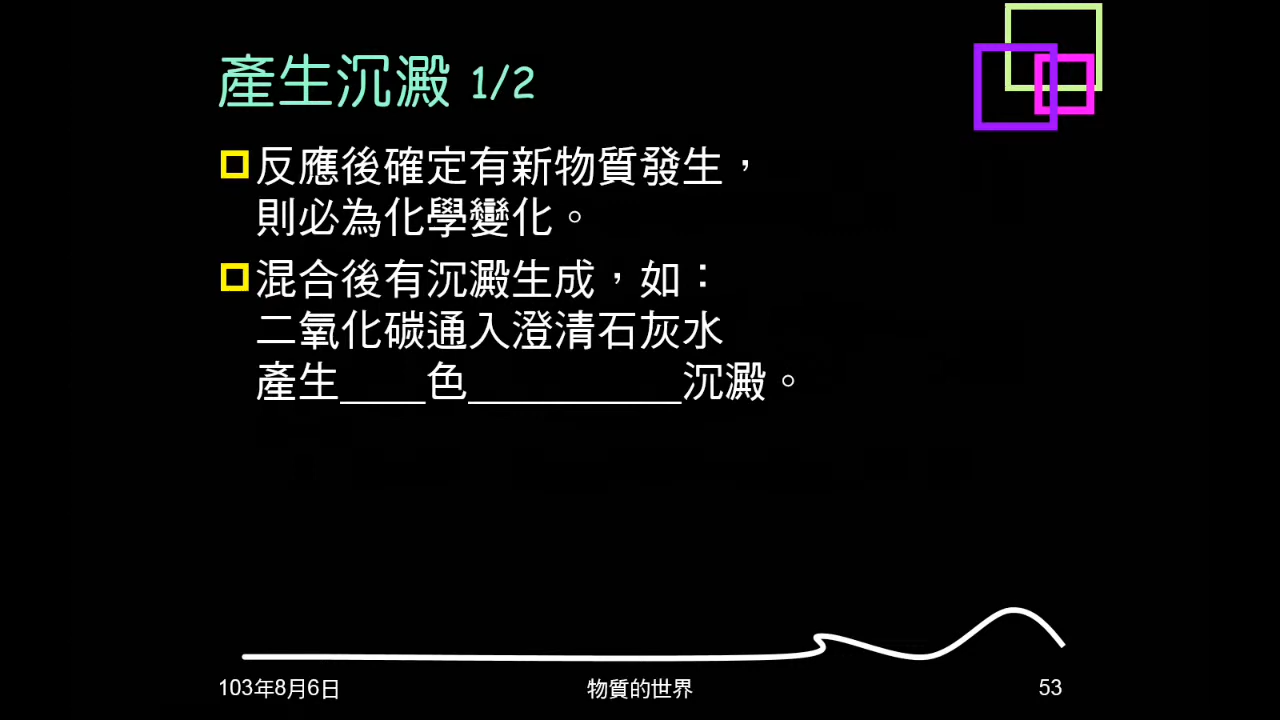 產生沉澱 1/2
反應後確定有新物質發生，
則必為化學變化。
混合後有沉澱生成，如：
二氧化碳通入澄清石灰水
產生____色__________沉澱。
103年8月6日
物質的世界
53